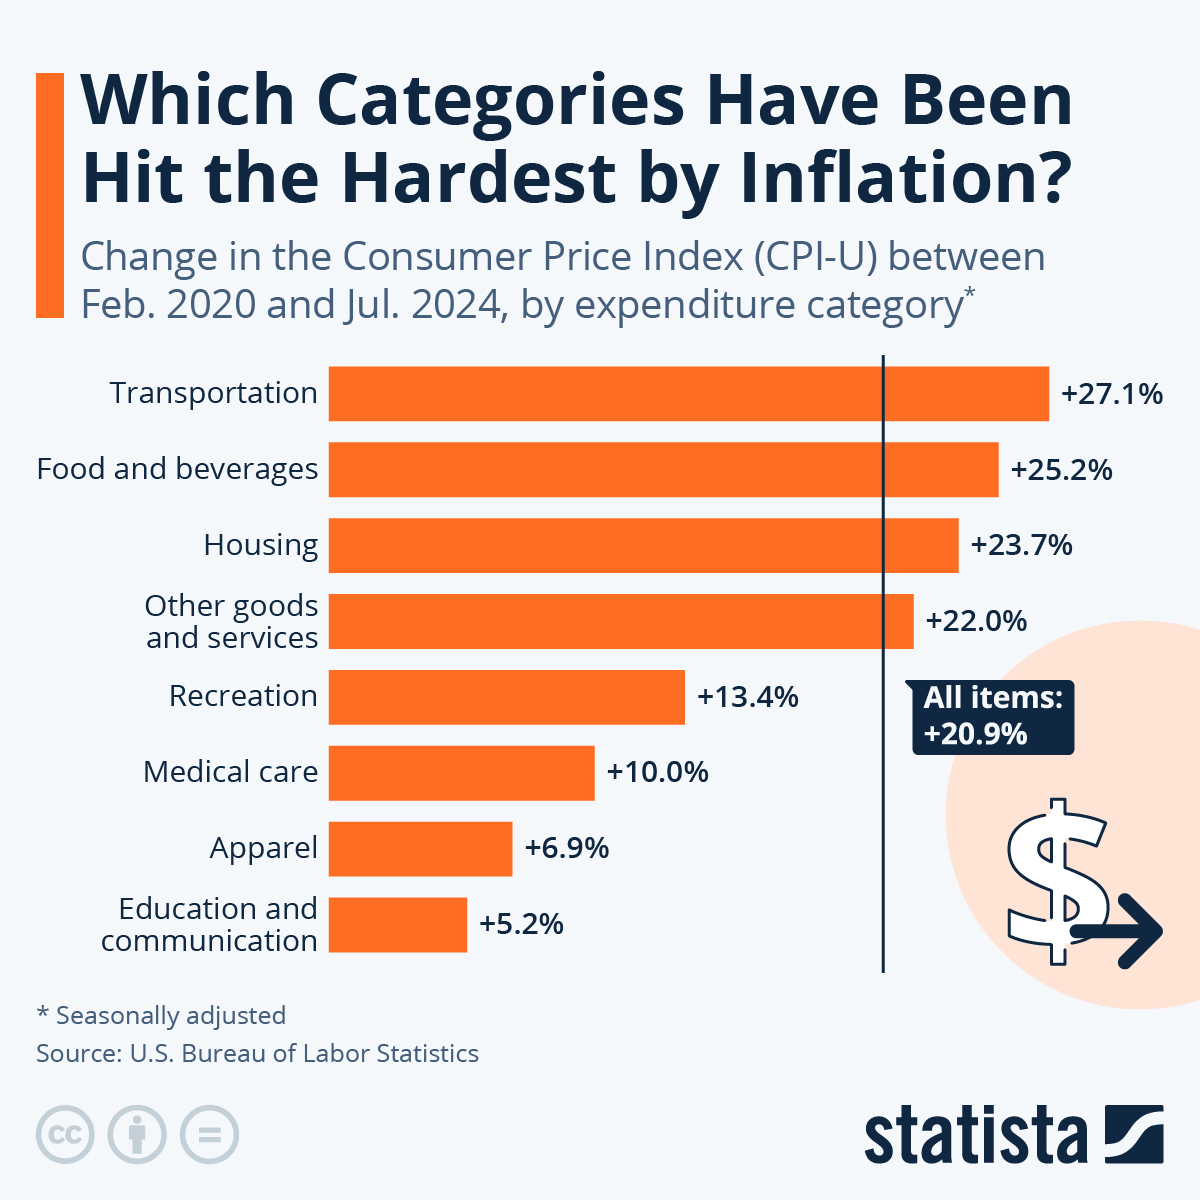 Which Categories Have Been
Hit the Hardest by Inflation?
Change in the Consumer Price Index (CPI-U) between
Feb. 2020 and Jul. 2024, by expenditure category*
Transportation +27.1%
Food and beverages +25.2%
Housing +23.7%
Other goods
and services +22.0%
Recreation +13.4%
All items:
+20.9%
Medical care +10.0%
Apparel +6.9%
Education and
communication +5.2%
$
* Seasonally adjusted
Source: U.S. Bureau of Labor Statistics
cc =
statista